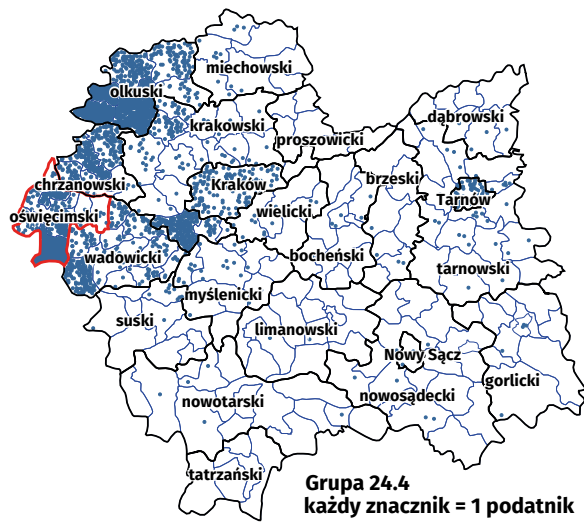 miechowski
olkuski
dąbrowski
krakowski
proszowicki
chrzanowski
Kraków
brzeski
Tarnów
oświęcimski
wielicki
wadowicki
bocheński
tarnowski
myślenicki
suski
limanowski
Nowy Sącz
gorlicki
nowotarski
nowosądecki
tatrzański
Grupa 24.4
każdy znacznik = 1 podatnik